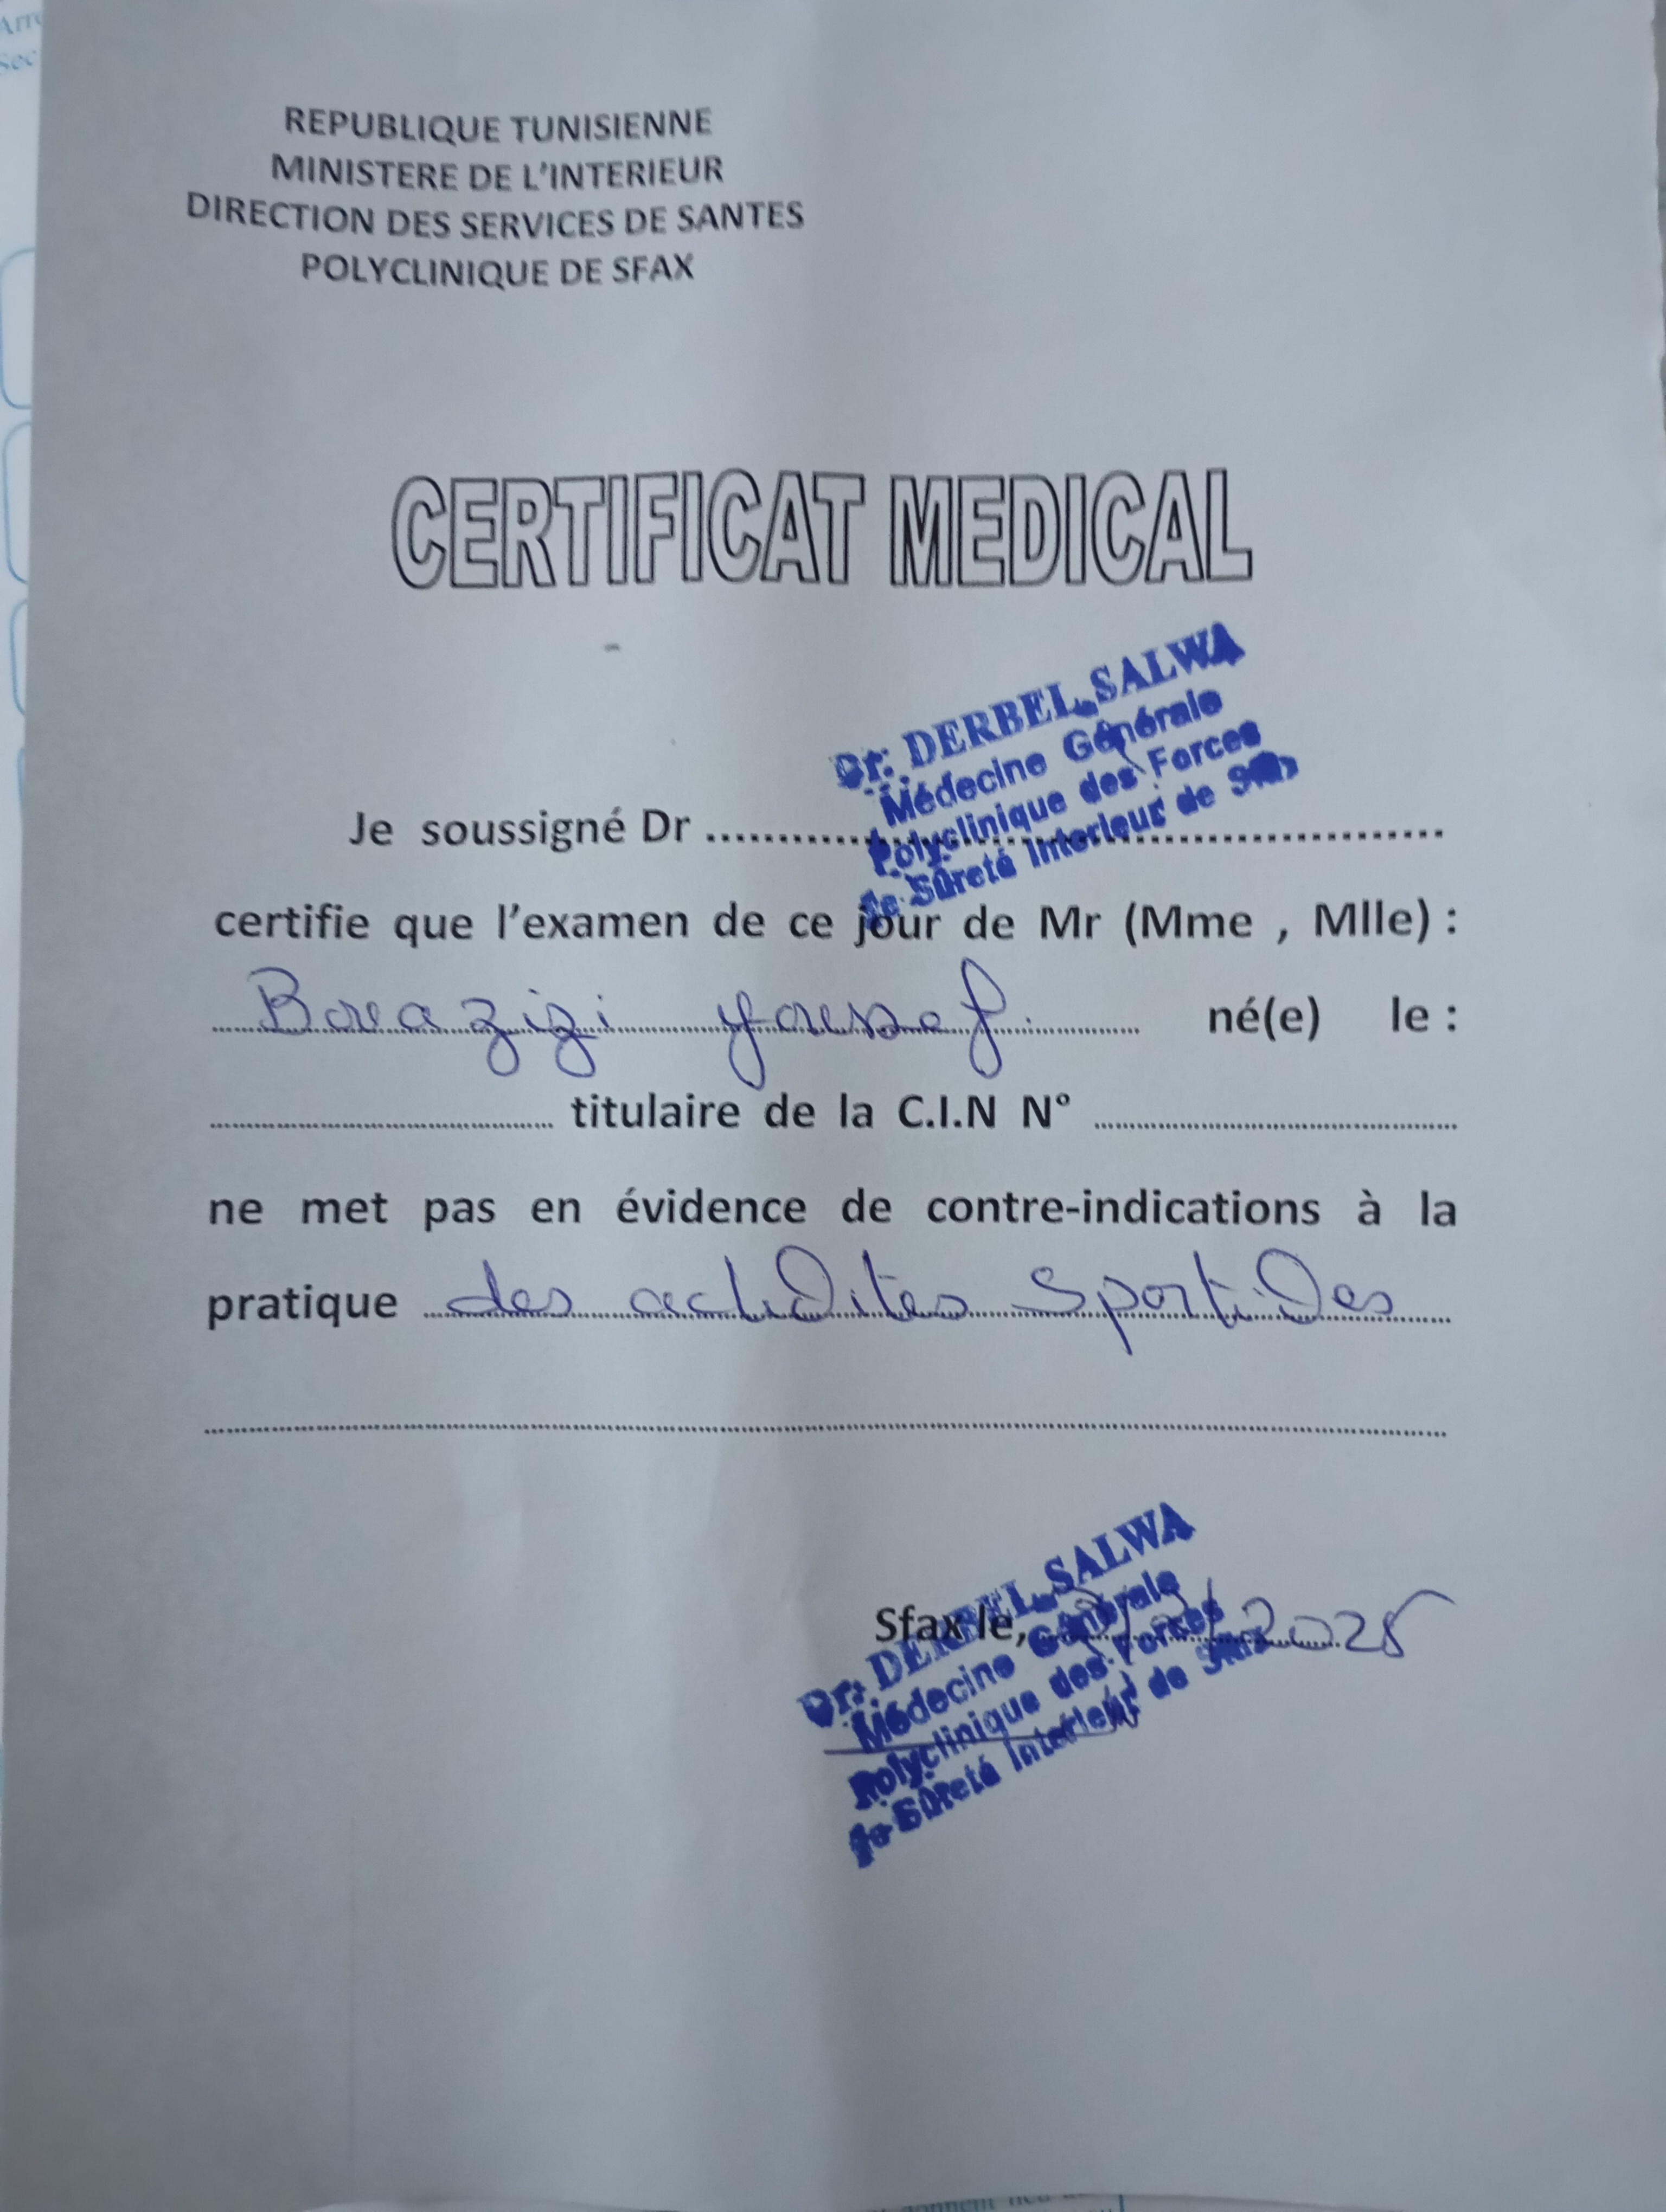 REPUBLIQUE TUNISIENNE
MINISTERE DE L'INTERIEUR
DIRECTION DES SERVICES DE SANTES
POLYCLINIQUE DE SFAX
CERTIFICAT MEDICAL
Dr. DERBEL SALWA
Médecine Générale
Polyclinique des Forces
de Sûreté Interieur de Sfax
Je soussigné Dr
certifie que l'examen de ce jour de Mr (Mme , Mlle) :
Bouazizi Youssef né(e) le :
titulaire de la C.I.N N°
ne met pas en évidence de contre-indications à la
pratique des activités Sportives
Sfax le, 2025
Dr. DERBEL SALWA
Médecine Générale
Polyclinique des Forces
de Sûreté Interieur de Sfax